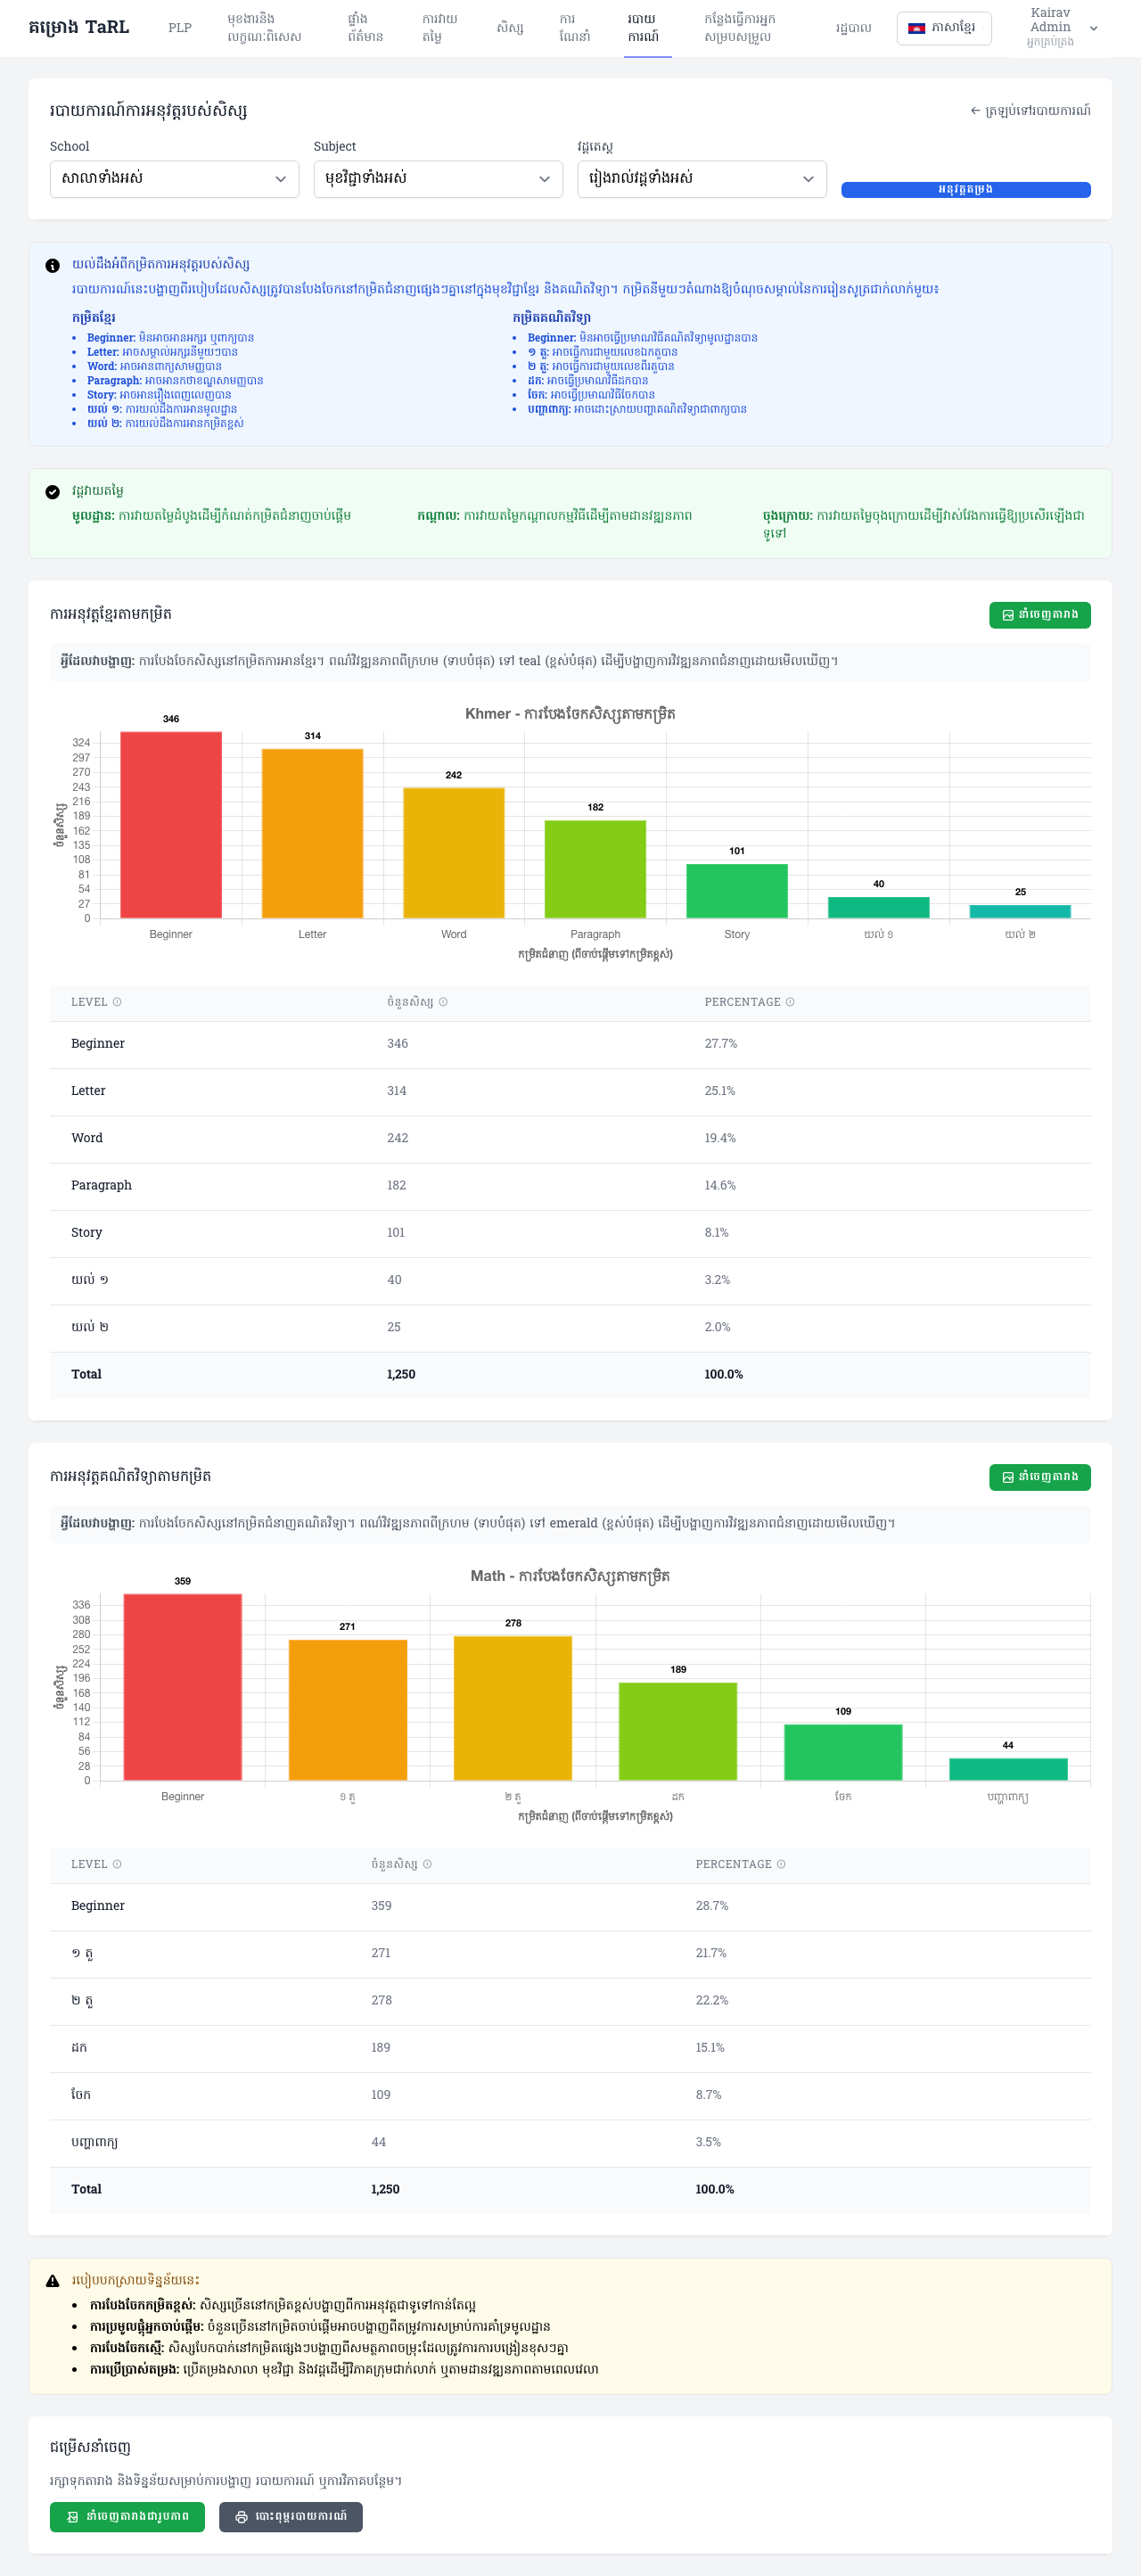 គម្រោង TaRL
PLP
មុខងារនិង
លក្ខណៈពិសេស
ផ្ទាំង
ព័ត៌មាន
ការវាយ
តម្លៃ
សិស្ស
ការ
ណែនាំ
របាយ
ការណ៍
កន្លែងធ្វើការអ្នក
សម្របសម្រួល
រដ្ឋបាល
ភាសាខ្មែរ
Kairav
Admin
អ្នកគ្រប់គ្រង
របាយការណ៍ការអនុវត្តរបស់សិស្ស
← ត្រឡប់ទៅរបាយការណ៍
School
Subject
វដ្តតេស្ត
សាលាទាំងអស់
មុខវិជ្ជាទាំងអស់
រៀងរាល់វដ្តទាំងអស់
អនុវត្តតម្រង
យល់ដឹងអំពីកម្រិតការអនុវត្តរបស់សិស្ស
របាយការណ៍នេះបង្ហាញពីរបៀបដែលសិស្សត្រូវបានបែងចែកនៅកម្រិតជំនាញផ្សេងៗគ្នានៅក្នុងមុខវិជ្ជាខ្មែរ និងគណិតវិទ្យា។ កម្រិតនីមួយៗតំណាងឱ្យចំណុចសម្គាល់នៃការរៀនសូត្រជាក់លាក់មួយ៖
កម្រិតខ្មែរ
Beginner: មិនអាចអានអក្សរ ឬពាក្យបាន
Letter: អាចសម្គាល់អក្សរនីមួយៗបាន
Word: អាចអានពាក្យសាមញ្ញបាន
Paragraph: អាចអានកថាខណ្ឌសាមញ្ញបាន
Story: អាចអានរឿងពេញលេញបាន
យល់ ១: ការយល់ដឹងការអានមូលដ្ឋាន
យល់ ២: ការយល់ដឹងការអានកម្រិតខ្ពស់
កម្រិតគណិតវិទ្យា
Beginner: មិនអាចធ្វើប្រមាណវិធីគណិតវិទ្យាមូលដ្ឋានបាន
១ តួ: អាចធ្វើការជាមួយលេខឯកតួបាន
២ តួ: អាចធ្វើការជាមួយលេខពីរតួបាន
ដក: អាចធ្វើប្រមាណវិធីដកបាន
ចែក: អាចធ្វើប្រមាណវិធីចែកបាន
បញ្ហាពាក្យ: អាចដោះស្រាយបញ្ហាគណិតវិទ្យាជាពាក្យបាន
វដ្តវាយតម្លៃ
មូលដ្ឋាន: ការវាយតម្លៃដំបូងដើម្បីកំណត់កម្រិតជំនាញចាប់ផ្តើម
កណ្តាល: ការវាយតម្លៃកណ្តាលកម្មវិធីដើម្បីតាមដានវឌ្ឍនភាព
ចុងក្រោយ: ការវាយតម្លៃចុងក្រោយដើម្បីវាស់វែងការធ្វើឱ្យប្រសើរឡើងជា
ទូទៅ
ការអនុវត្តខ្មែរតាមកម្រិត
នាំចេញតារាង
អ្វីដែលវាបង្ហាញ: ការបែងចែកសិស្សនៅកម្រិតការអានខ្មែរ។ ពណ៌វិវឌ្ឍនភាពពីក្រហម (ទាបបំផុត) ទៅ teal (ខ្ពស់បំផុត) ដើម្បីបង្ហាញការវិវឌ្ឍនភាពជំនាញដោយមើលឃើញ។
Khmer - ការបែងចែកសិស្សតាមកម្រិត
346
314
242
182
101
40
25
324
297
270
243
216
189
162
135
108
81
54
27
0
ចំនួនសិស្ស
Beginner
Letter
Word
Paragraph
Story
យល់ ១
យល់ ២
កម្រិតជំនាញ (ពីចាប់ផ្តើមទៅកម្រិតខ្ពស់)
LEVEL
ចំនួនសិស្ស
PERCENTAGE
Beginner 346 27.7%
Letter 314 25.1%
Word 242 19.4%
Paragraph 182 14.6%
Story 101 8.1%
យល់ ១ 40 3.2%
យល់ ២ 25 2.0%
Total 1,250 100.0%
ការអនុវត្តគណិតវិទ្យាតាមកម្រិត
នាំចេញតារាង
អ្វីដែលវាបង្ហាញ: ការបែងចែកសិស្សនៅកម្រិតជំនាញគណិតវិទ្យា។ ពណ៌វិវឌ្ឍនភាពពីក្រហម (ទាបបំផុត) ទៅ emerald (ខ្ពស់បំផុត) ដើម្បីបង្ហាញការវិវឌ្ឍនភាពជំនាញដោយមើលឃើញ។
Math - ការបែងចែកសិស្សតាមកម្រិត
359
271
278
189
109
44
336
308
280
252
224
196
168
140
112
84
56
28
0
ចំនួនសិស្ស
Beginner
១ តួ
២ តួ
ដក
ចែក
បញ្ហាពាក្យ
កម្រិតជំនាញ (ពីចាប់ផ្តើមទៅកម្រិតខ្ពស់)
LEVEL
ចំនួនសិស្ស
PERCENTAGE
Beginner 359 28.7%
១ តួ 271 21.7%
២ តួ 278 22.2%
ដក 189 15.1%
ចែក 109 8.7%
បញ្ហាពាក្យ 44 3.5%
Total 1,250 100.0%
របៀបបកស្រាយទិន្នន័យនេះ
ការបែងចែកកម្រិតខ្ពស់: សិស្សច្រើននៅកម្រិតខ្ពស់បង្ហាញពីការអនុវត្តជាទូទៅកាន់តែល្អ
ការប្រមូលផ្តុំអ្នកចាប់ផ្តើម: ចំនួនច្រើននៅកម្រិតចាប់ផ្តើមអាចបង្ហាញពីតម្រូវការសម្រាប់ការគាំទ្រមូលដ្ឋាន
ការបែងចែកស្មើ: សិស្សបែកបាក់នៅកម្រិតផ្សេងៗបង្ហាញពីសមត្ថភាពចម្រុះដែលត្រូវការការបង្រៀនខុសៗគ្នា
ការប្រើប្រាស់តម្រង: ប្រើតម្រងសាលា មុខវិជ្ជា និងវដ្តដើម្បីវិភាគក្រុមជាក់លាក់ ឬតាមដានវឌ្ឍនភាពតាមពេលវេលា
ជម្រើសនាំចេញ
រក្សាទុកតារាង និងទិន្នន័យសម្រាប់ការបង្ហាញ របាយការណ៍ ឬការវិភាគបន្ថែម។
នាំចេញតារាងជារូបភាព
បោះពុម្ពរបាយការណ៍